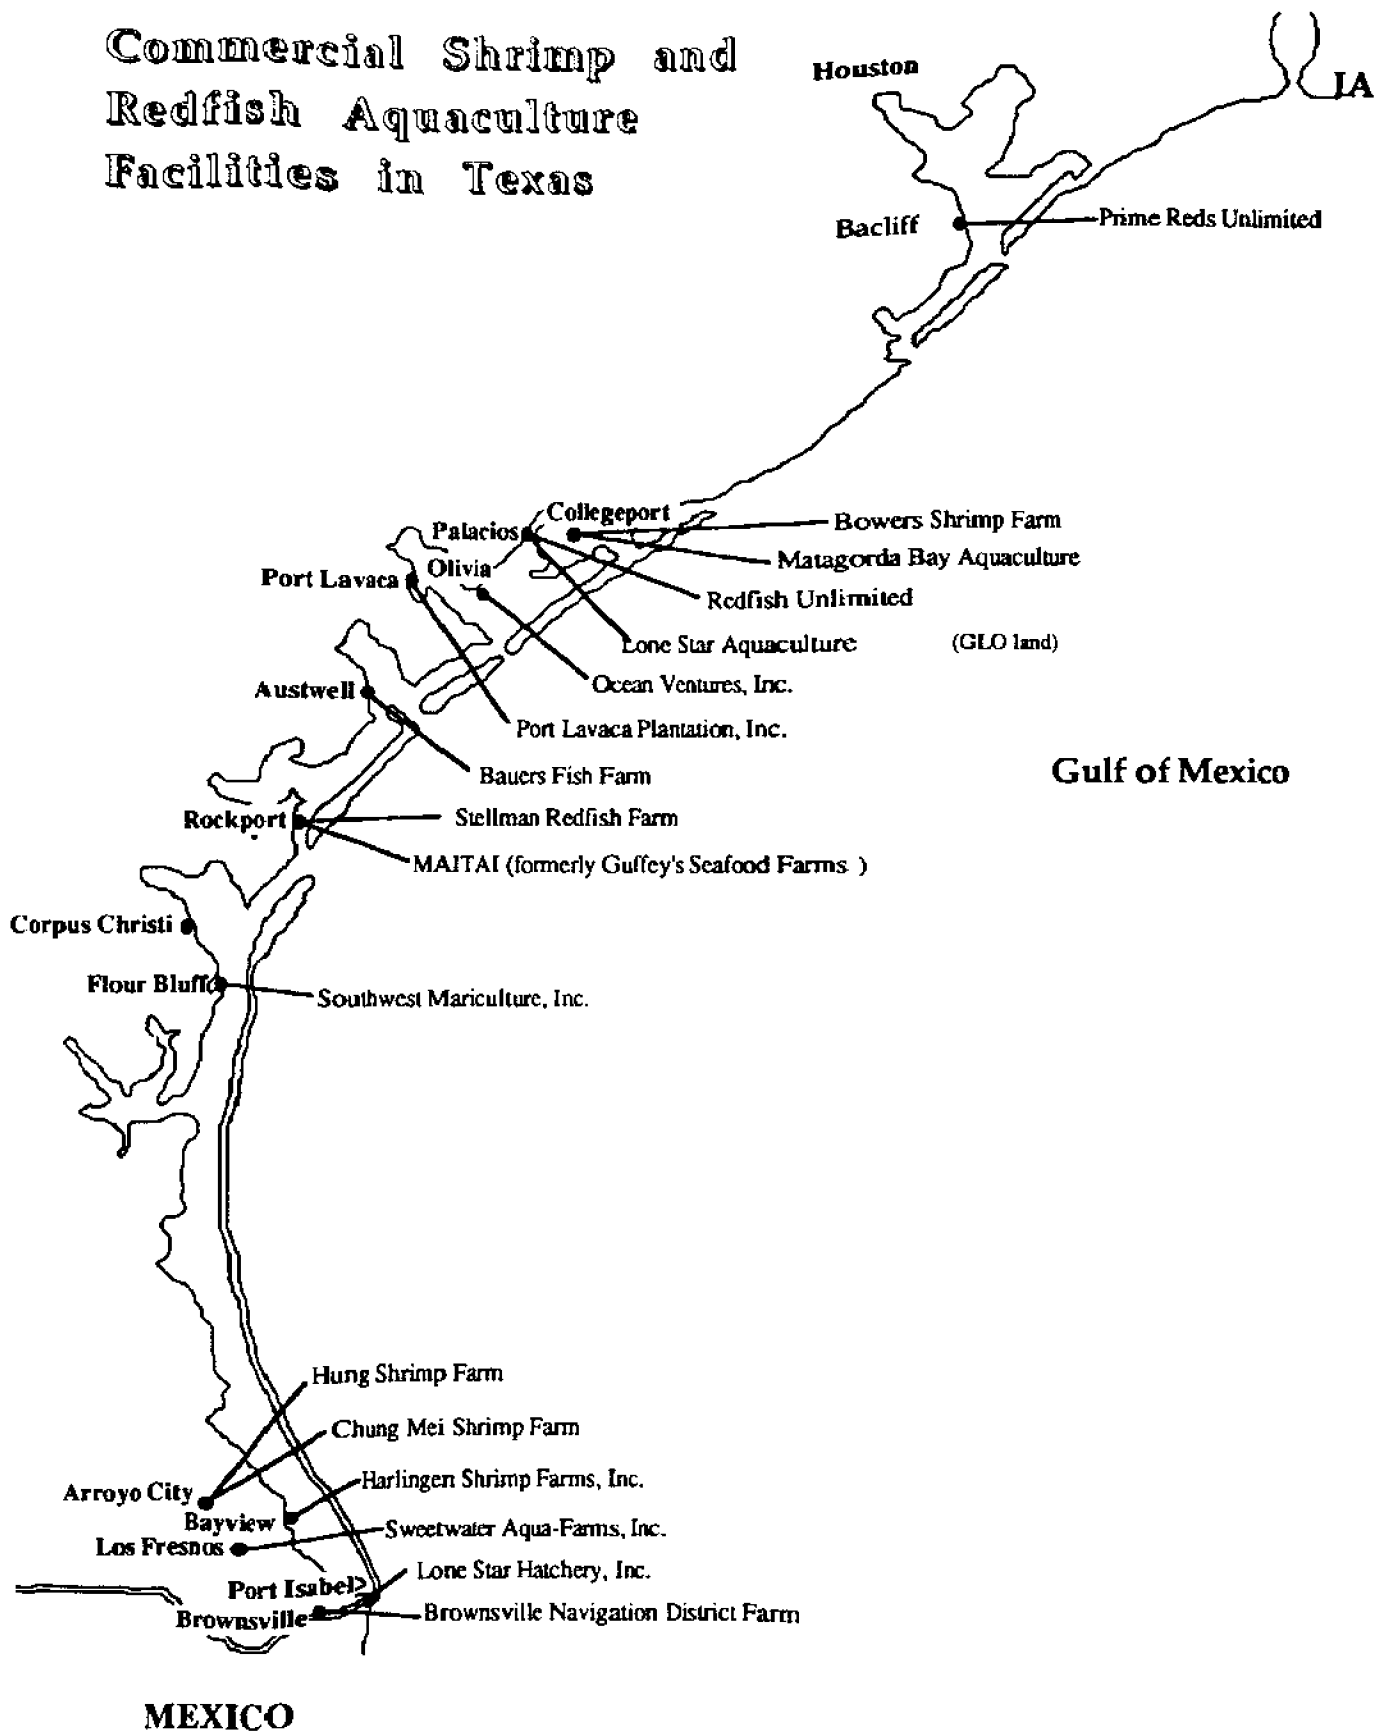 Commercial Shrimp and
Redfish Aquaculture
Facilities in Texas
Houston
LA
Bacliff
Prime Reds Unlimited
Collegeport
Palacios
Bowers Shrimp Farm
Matagorda Bay Aquaculture
Olivia
Port Lavaca
Redfish Unlimited
Lone Star Aquaculture (GLO land)
Ocean Ventures, Inc.
Austwell
Port Lavaca Plantation, Inc.
Bauers Fish Farm
Gulf of Mexico
Rockport
Stellman Redfish Farm
MAITAI (formerly Guffey's Seafood Farms )
Corpus Christi
Flour Bluff
Southwest Mariculture, Inc.
Hung Shrimp Farm
Chung Mei Shrimp Farm
Arroyo City
Harlingen Shrimp Farms, Inc.
Bayview
Los Fresnos
Sweetwater Aqua-Farms, Inc.
Port Isabel>
Lone Star Hatchery, Inc.
Brownsville
Brownsville Navigation District Farm
MEXICO